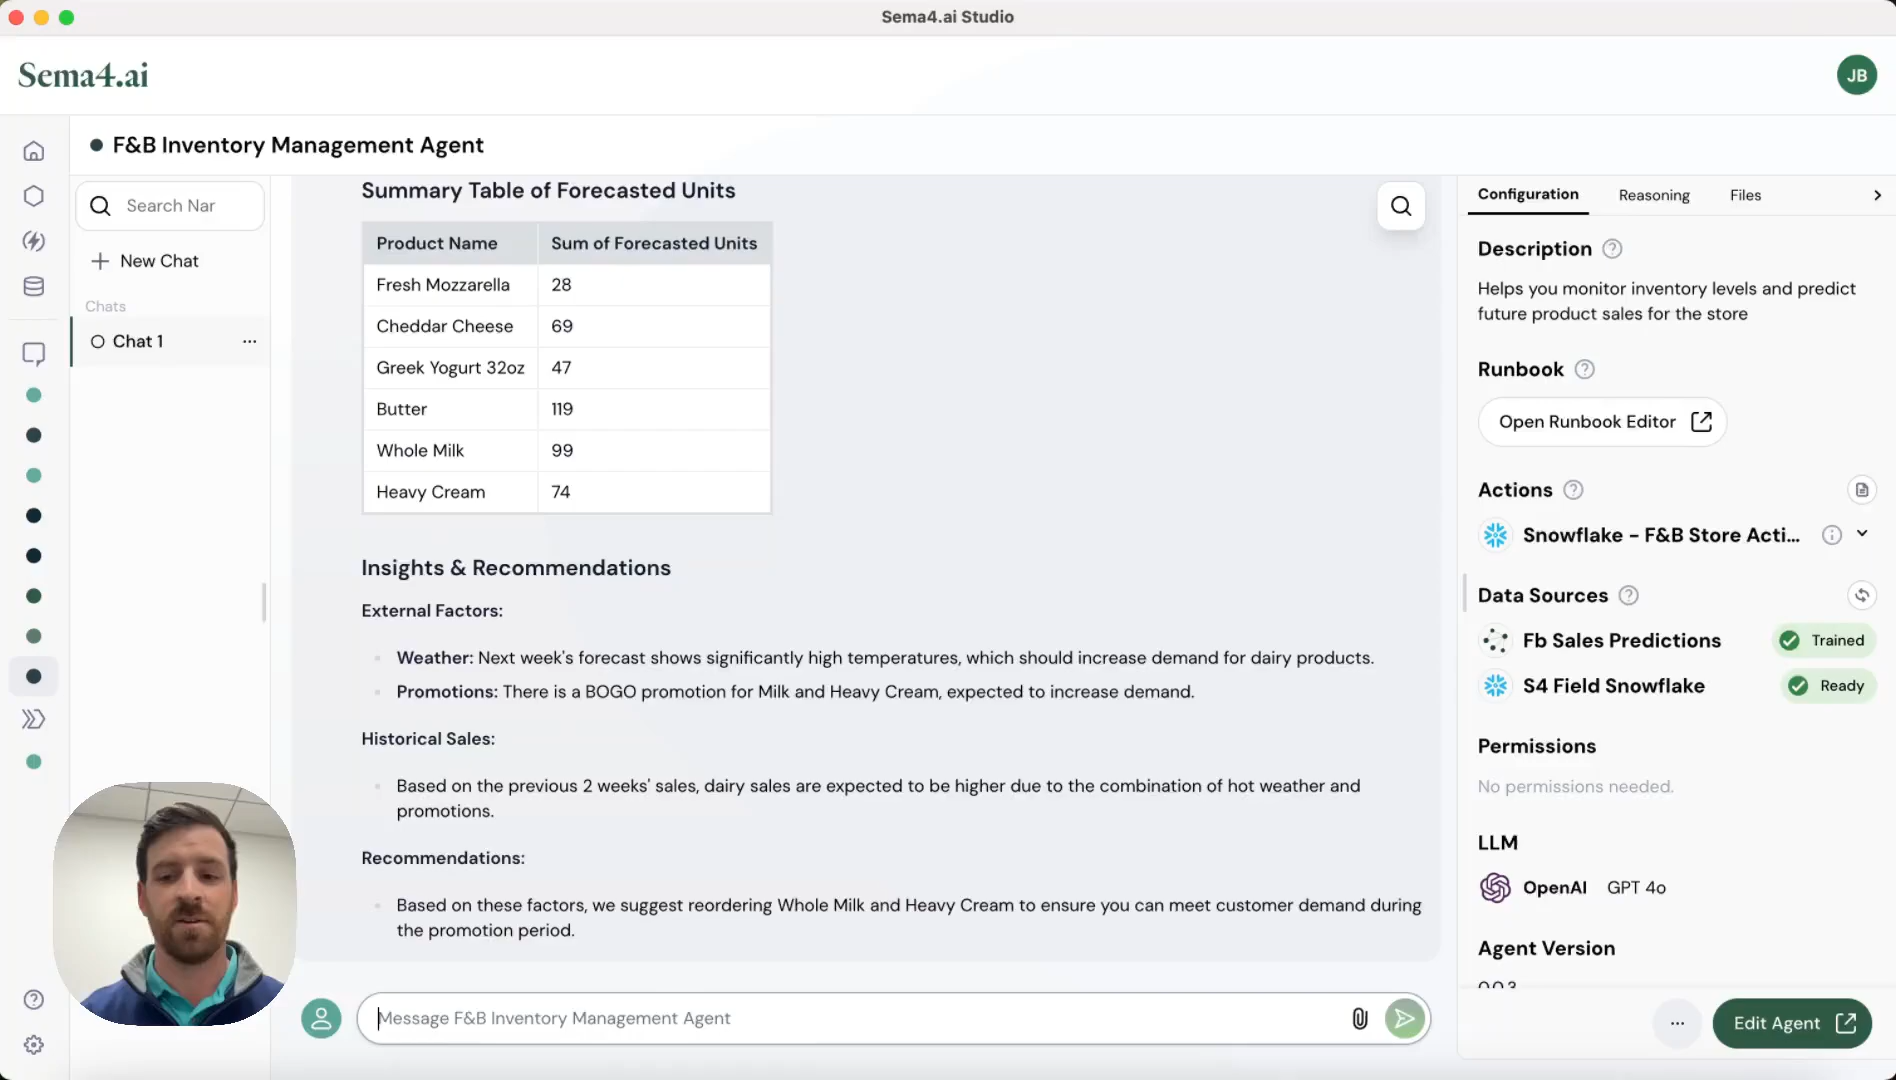 Sema4.ai Studio
Sema4.ai
JB
F&B Inventory Management Agent
Search Nar
New Chat
Chats
Chat 1
Summary Table of Forecasted Units
Product Name Sum of Forecasted Units
Fresh Mozzarella 28
Cheddar Cheese 69
Greek Yogurt 32oz 47
Butter 119
Whole Milk 99
Heavy Cream 74
Insights & Recommendations
External Factors:
Weather: Next week's forecast shows significantly high temperatures, which should increase demand for dairy products.
Promotions: There is a BOGO promotion for Milk and Heavy Cream, expected to increase demand.
Historical Sales:
Based on the previous 2 weeks' sales, dairy sales are expected to be higher due to the combination of hot weather and
promotions.
Recommendations:
Based on these factors, we suggest reordering Whole Milk and Heavy Cream to ensure you can meet customer demand during
the promotion period.
Message F&B Inventory Management Agent
Configuration Reasoning Files
Description
Helps you monitor inventory levels and predict
future product sales for the store
Runbook
Open Runbook Editor
Actions
Snowflake - F&B Store Acti...
Data Sources
Fb Sales Predictions Trained
S4 Field Snowflake Ready
Permissions
No permissions needed.
LLM
OpenAI GPT 4o
Agent Version
0.0.3
Edit Agent